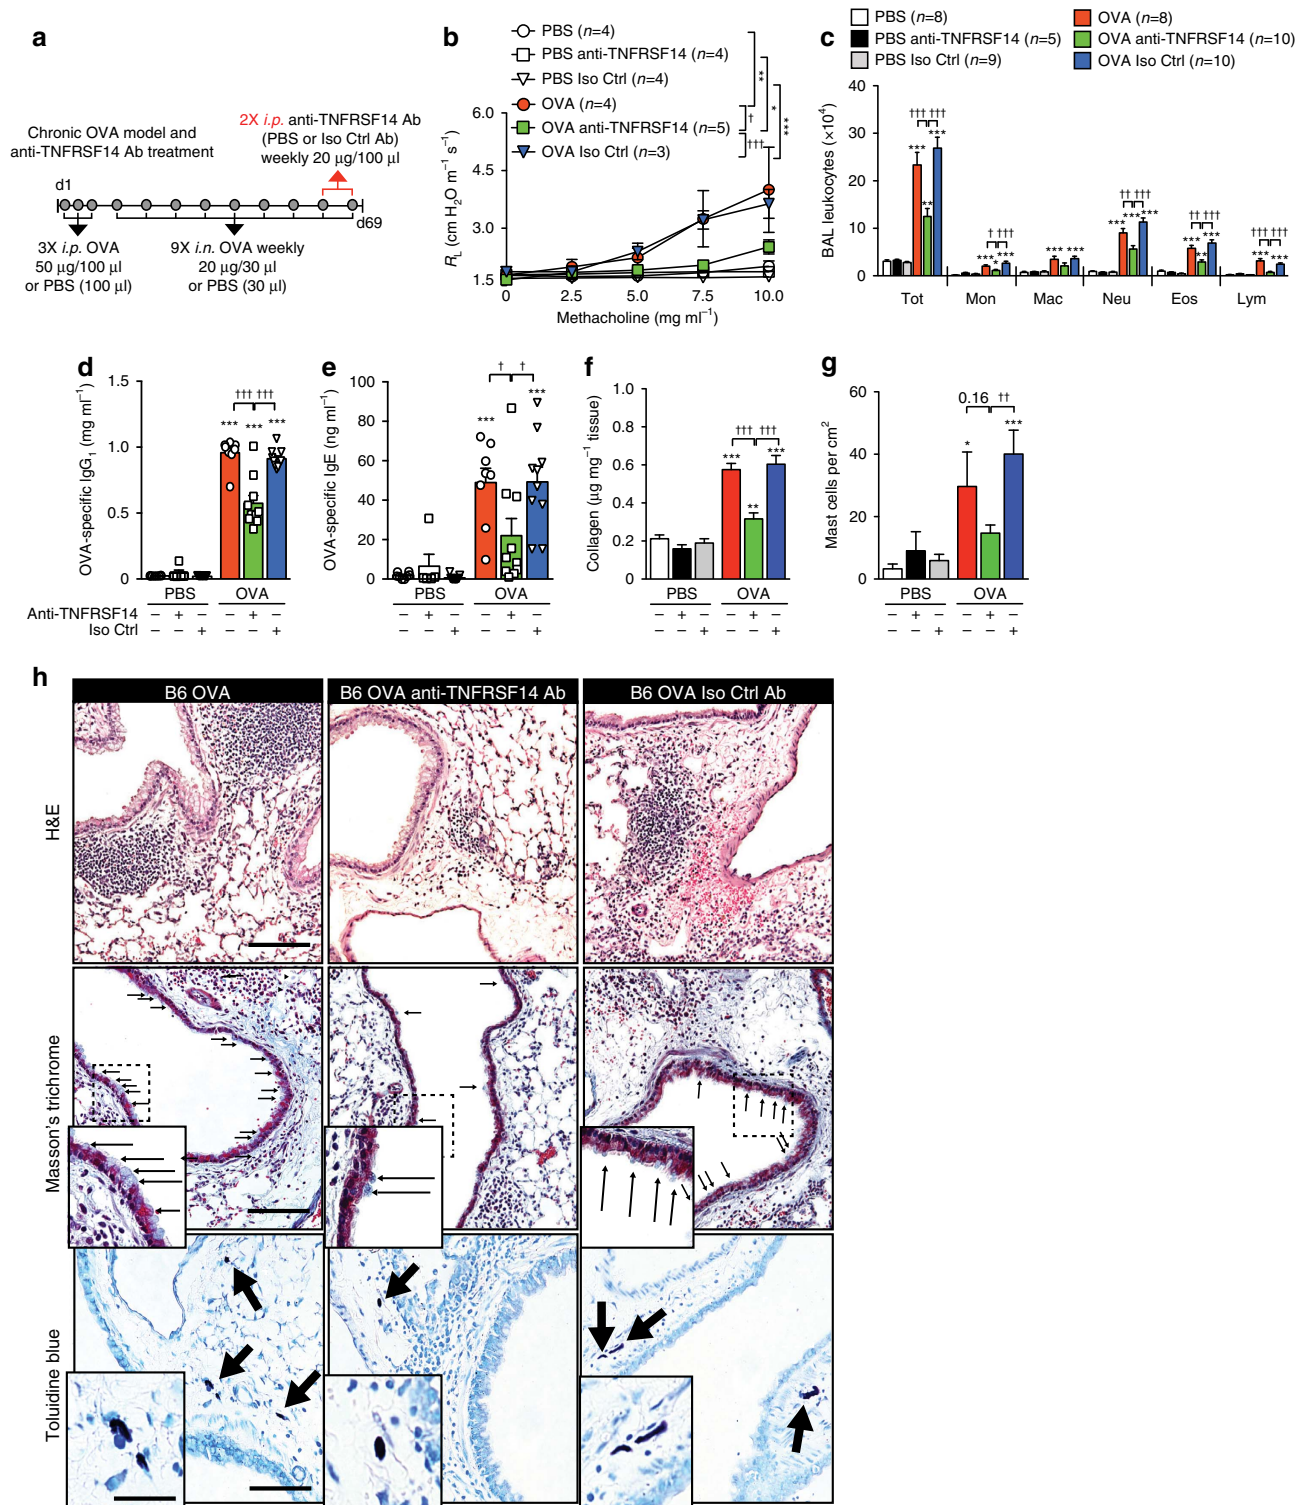 a
Chronic OVA model and
anti-TNFRSF14 Ab treatment
2X i.p. anti-TNFRSF14 Ab
(PBS or Iso Ctrl Ab)
weekly 20 µg/100 µl
d1
d69
3X i.p. OVA
50 µg/100 µl
or PBS (100 µl)
9X i.n. OVA weekly
20 µg/30 µl
or PBS (30 µl)
b
PBS (n=4)
PBS anti-TNFRSF14 (n=4)
PBS Iso Ctrl (n=4)
OVA (n=4)
OVA anti-TNFRSF14 (n=5)
OVA Iso Ctrl (n=3)
** * ***
† †††
R_L (cm H₂O m⁻¹ s⁻¹)
6.0
4.5
3.0
1.5
0 2.5 5.0 7.5 10.0
Methacholine (mg ml⁻¹)
c
PBS (n=8)
PBS anti-TNFRSF14 (n=5)
PBS Iso Ctrl (n=9)
OVA (n=8)
OVA anti-TNFRSF14 (n=10)
OVA Iso Ctrl (n=10)
BAL leukocytes (×10⁴)
40
30
20
10
0
††† †††
*** ** ***
† †††
*** * ***
*** ***
†† †††
*** *** ***
†† †††
*** ** ***
††† †††
*** ***
Tot Mon Mac Neu Eos Lym
d
OVA-specific IgG₁ (mg ml⁻¹)
1.5
1.0
0.5
0
††† †††
*** *** ***
PBS OVA
Anti-TNFRSF14 – + – – + –
Iso Ctrl – – + – – +
e
OVA-specific IgE (ng ml⁻¹)
100
80
60
40
20
0
† †
*** ***
PBS OVA
– + – – + –
– – + – – +
f
Collagen (µg mg⁻¹ tissue)
1.0
0.8
0.6
0.4
0.2
0
††† †††
*** ** ***
PBS OVA
– + – – + –
– – + – – +
g
Mast cells per cm²
60
40
20
0
0.16 ††
* ***
PBS OVA
– + – – + –
– – + – – +
h
B6 OVA
B6 OVA anti-TNFRSF14 Ab
B6 OVA Iso Ctrl Ab
H&E
Masson's trichrome
Toluidine blue